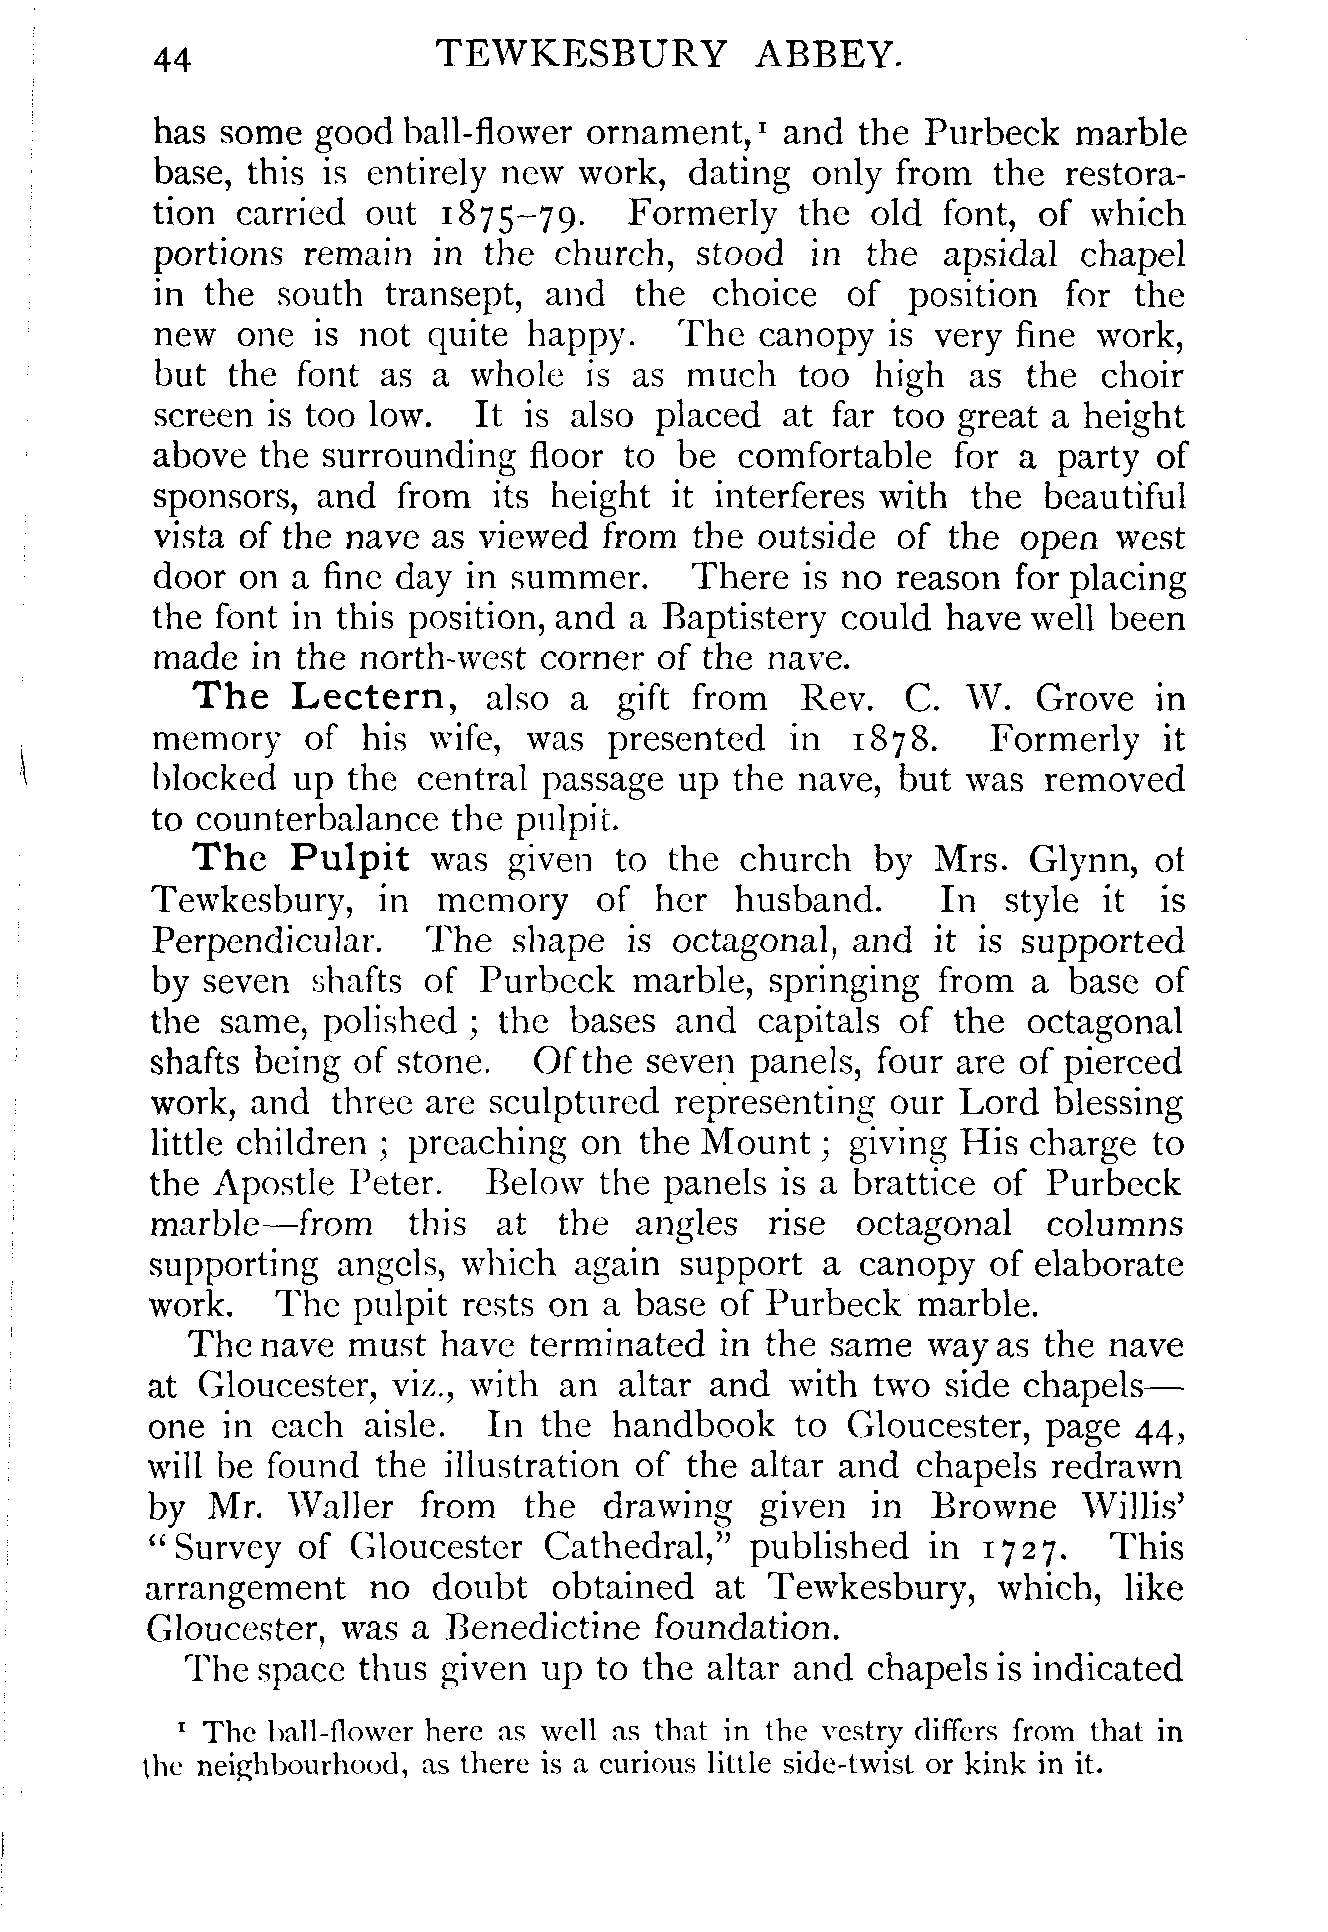 44 TEWKESBURY ABBEY.
has some good ball-flower ornament,¹ and the Purbeck marble
base, this is entirely new work, dating only from the restora-
tion carried out 1875–79. Formerly the old font, of which
portions remain in the church, stood in the apsidal chapel
in the south transept, and the choice of position for the
new one is not quite happy. The canopy is very fine work,
but the font as a whole is as much too high as the choir
screen is too low. It is also placed at far too great a height
above the surrounding floor to be comfortable for a party of
sponsors, and from its height it interferes with the beautiful
vista of the nave as viewed from the outside of the open west
door on a fine day in summer. There is no reason for placing
the font in this position, and a Baptistery could have well been
made in the north-west corner of the nave.
The Lectern, also a gift from Rev. C. W. Grove in
memory of his wife, was presented in 1878. Formerly it
blocked up the central passage up the nave, but was removed
to counterbalance the pulpit.
The Pulpit was given to the church by Mrs. Glynn, of
Tewkesbury, in memory of her husband. In style it is
Perpendicular. The shape is octagonal, and it is supported
by seven shafts of Purbeck marble, springing from a base of
the same, polished ; the bases and capitals of the octagonal
shafts being of stone. Of the seven panels, four are of pierced
work, and three are sculptured representing our Lord blessing
little children ; preaching on the Mount ; giving His charge to
the Apostle Peter. Below the panels is a brattice of Purbeck
marble—from this at the angles rise octagonal columns
supporting angels, which again support a canopy of elaborate
work. The pulpit rests on a base of Purbeck marble.
The nave must have terminated in the same way as the nave
at Gloucester, viz., with an altar and with two side chapels—
one in each aisle. In the handbook to Gloucester, page 44,
will be found the illustration of the altar and chapels redrawn
by Mr. Waller from the drawing given in Browne Willis'
"Survey of Gloucester Cathedral," published in 1727. This
arrangement no doubt obtained at Tewkesbury, which, like
Gloucester, was a Benedictine foundation.
The space thus given up to the altar and chapels is indicated
¹ The ball-flower here as well as that in the vestry differs from that in
the neighbourhood, as there is a curious little side-twist or kink in it.